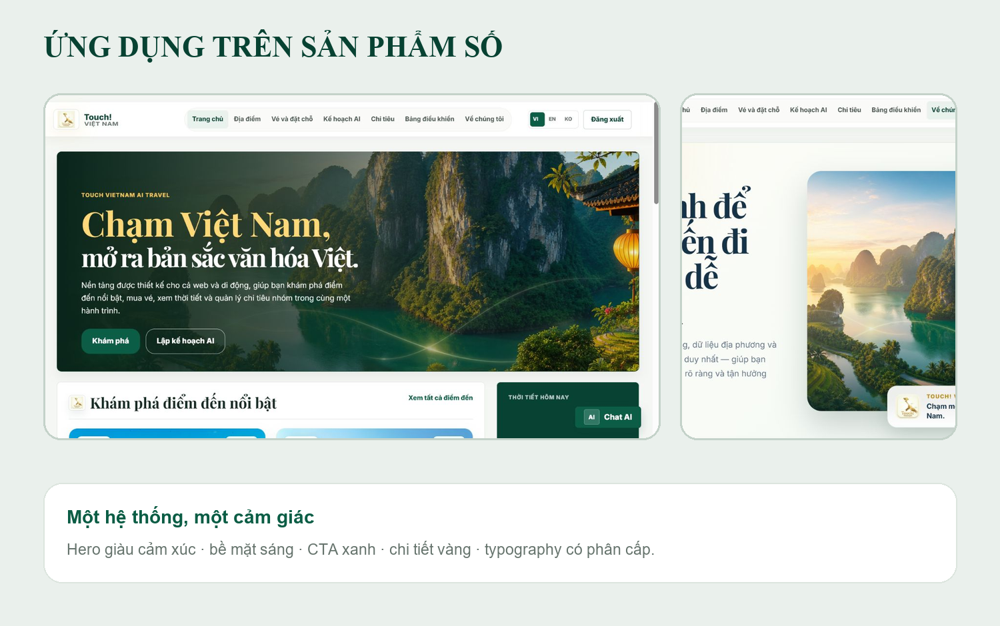 ỨNG DỤNG TRÊN SẢN PHẨM SỐ
Touch!
VIỆT NAM
Trang chủ
Địa điểm
Vé và đặt chỗ
Kế hoạch AI
Chi tiêu
Bảng điều khiển
Về chúng tôi
VI
EN
KO
Đăng xuất
TOUCH VIETNAM AI TRAVEL
Chạm Việt Nam,
mở ra bản sắc văn hóa Việt.
Nền tảng được thiết kế cho cả web và di động, giúp bạn khám phá điểm
đến nổi bật, mua vé, xem thời tiết và quản lý chi tiêu nhóm trong cùng một
hành trình.
Khám phá
Lập kế hoạch AI
Khám phá điểm đến nổi bật
Xem tất cả điểm đến
THỜI TIẾT HÔM NAY
AI
Chat AI
Địa điểm
Vé và đặt chỗ
Kế hoạch AI
Chi tiêu
Bảng điều khiển
Về chún
nh để
ến đi
dễ
g, dữ liệu địa phương và
duy nhất — giúp bạn
rõ ràng và tận hưởng
TOUCH!
Chạm
Nam.
Một hệ thống, một cảm giác
Hero giàu cảm xúc · bề mặt sáng · CTA xanh · chi tiết vàng · typography có phân cấp.